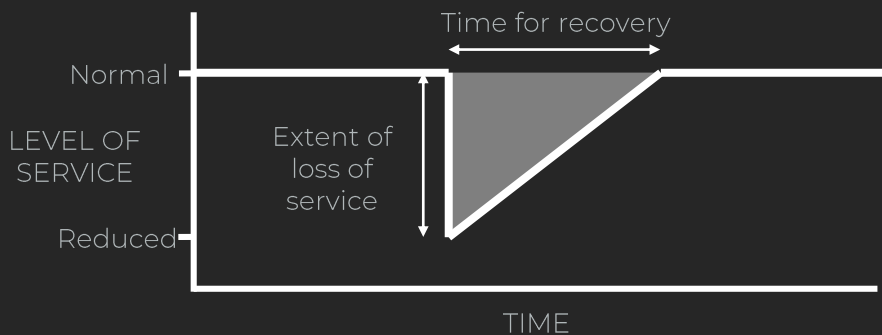 Time for recovery
Normal
LEVEL OF
SERVICE
Extent of
loss of
service
Reduced
TIME